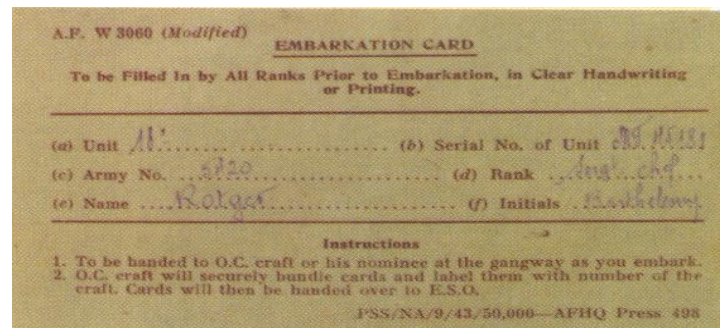 A.F. W 3060 (Modified)
EMBARKATION CARD
To be Filled In by All Ranks Prior to Embarkation, in Clear Handwriting
or Printing.
(a) Unit 18........ (b) Serial No. of Unit
(c) Army No. ... 5820 ........ (d) Rank .. Serg. Chef ...
(e) Name .... Rotger ........ (f) Initials .. Barthelemy
Instructions
1. To be handed to O.C. craft or his nominee at the gangway as you embark.
2. O.C. craft will securely bundle cards and label them with number of the
craft. Cards will then be handed over to E.S.O.
PSS/NA/9/43/50,000—AFHQ Press 498